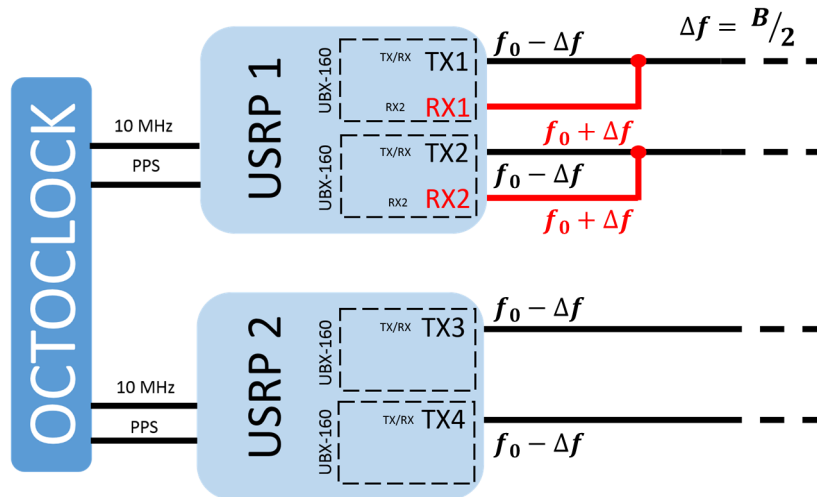 OCTOCLOCK
10 MHz
PPS
10 MHz
PPS
USRP 1
UBX-160
TX/RX TX1
RX2 RX1
UBX-160
TX/RX TX2
RX2 RX2
f₀ − Δf
Δf = B/2
f₀ + Δf
f₀ − Δf
f₀ + Δf
USRP 2
UBX-160
TX/RX TX3
UBX-160
TX/RX TX4
f₀ − Δf
f₀ − Δf